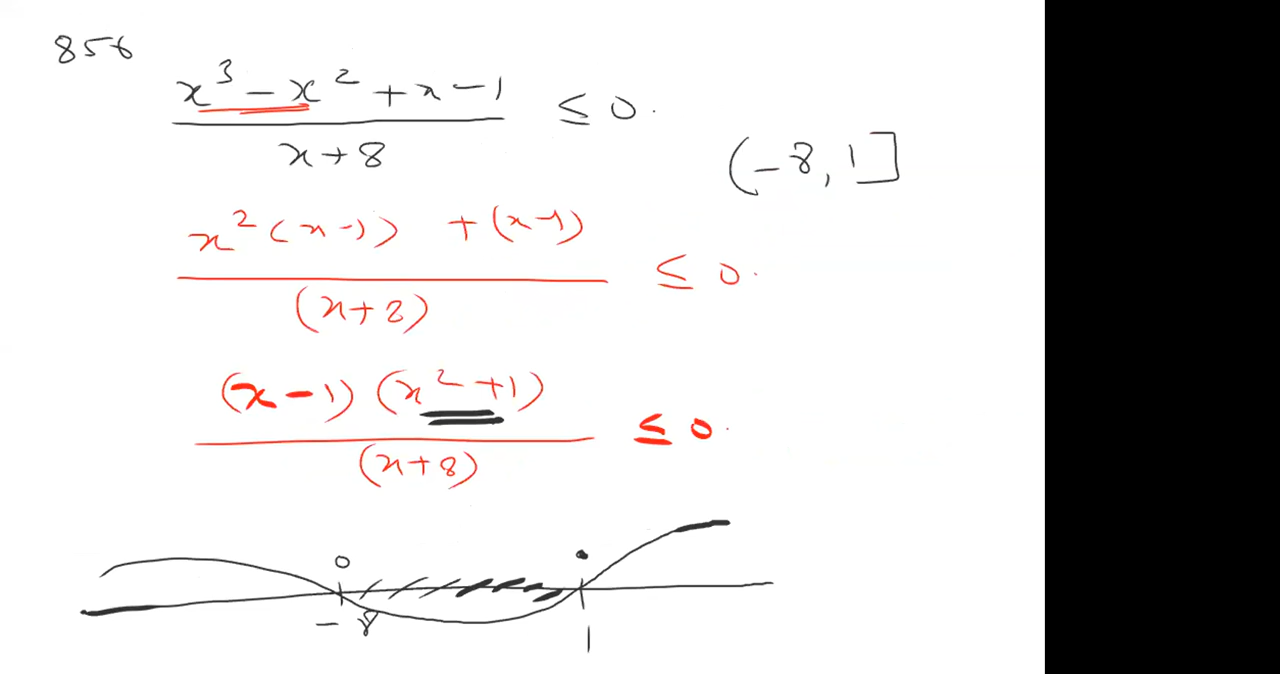 856
x³ - x² + x - 1
x + 8
≤ 0.
(-8, 1]
x² (x-1) + (x-1)
(x+8)
≤ 0.
(x - 1) (x² + 1)
(x+8)
≤ 0.
-8
1